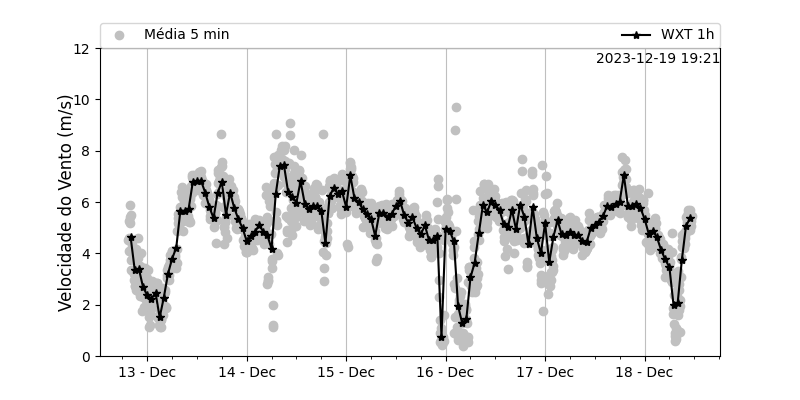 Média 5 min
WXT 1h
2023-12-19 19:21
Velocidade do Vento (m/s)
12
10
8
6
4
2
0
13 - Dec
14 - Dec
15 - Dec
16 - Dec
17 - Dec
18 - Dec